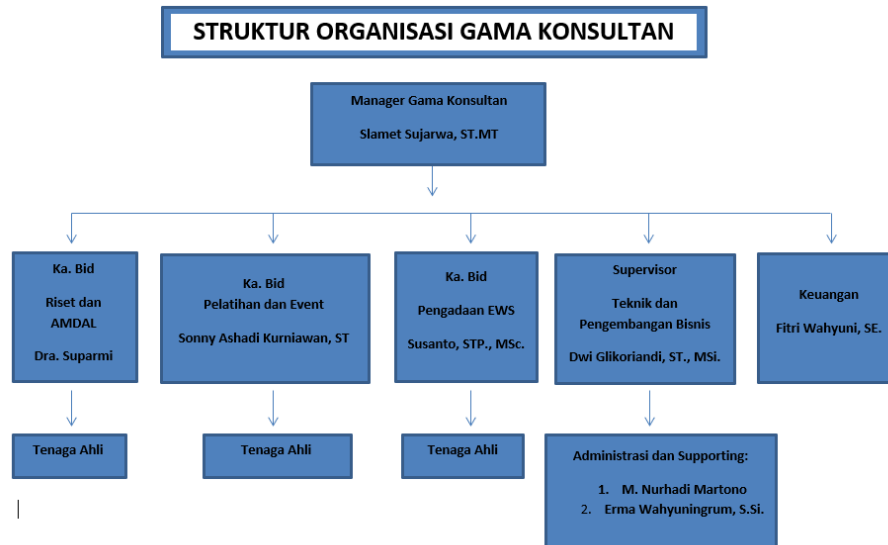 STRUKTUR ORGANISASI GAMA KONSULTAN
Manager Gama Konsultan
Slamet Sujarwa, ST.MT
Ka. Bid
Riset dan
AMDAL
Dra. Suparmi
Ka. Bid
Pelatihan dan Event
Sonny Ashadi Kurniawan, ST
Ka. Bid
Pengadaan EWS
Susanto, STP., MSc.
Supervisor
Teknik dan
Pengembangan Bisnis
Dwi Glikoriandi, ST., MSi.
Keuangan
Fitri Wahyuni, SE.
Tenaga Ahli
Tenaga Ahli
Tenaga Ahli
Administrasi dan Supporting:
1. M. Nurhadi Martono
2. Erma Wahyuningrum, S.Si.